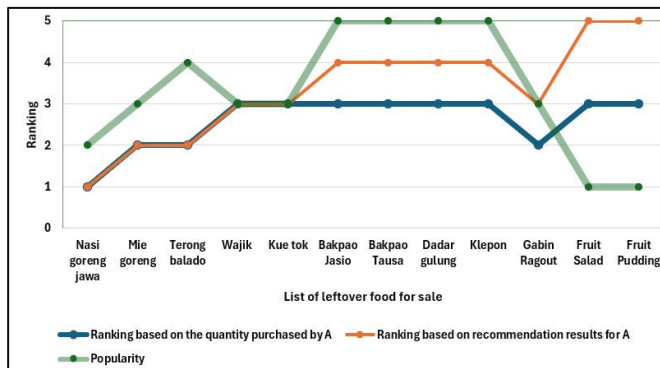 5
4
3
2
1
0
Ranking
Nasi goreng jawa
Mie goreng
Terong balado
Wajik
Kue tok
Bakpao Jasio
Bakpao Tausa
Dadar gulung
Klepon
Gabin Ragout
Fruit Salad
Fruit Pudding
List of leftover food for sale
Ranking based on the quantity purchased by A
Ranking based on recommendation results for A
Popularity